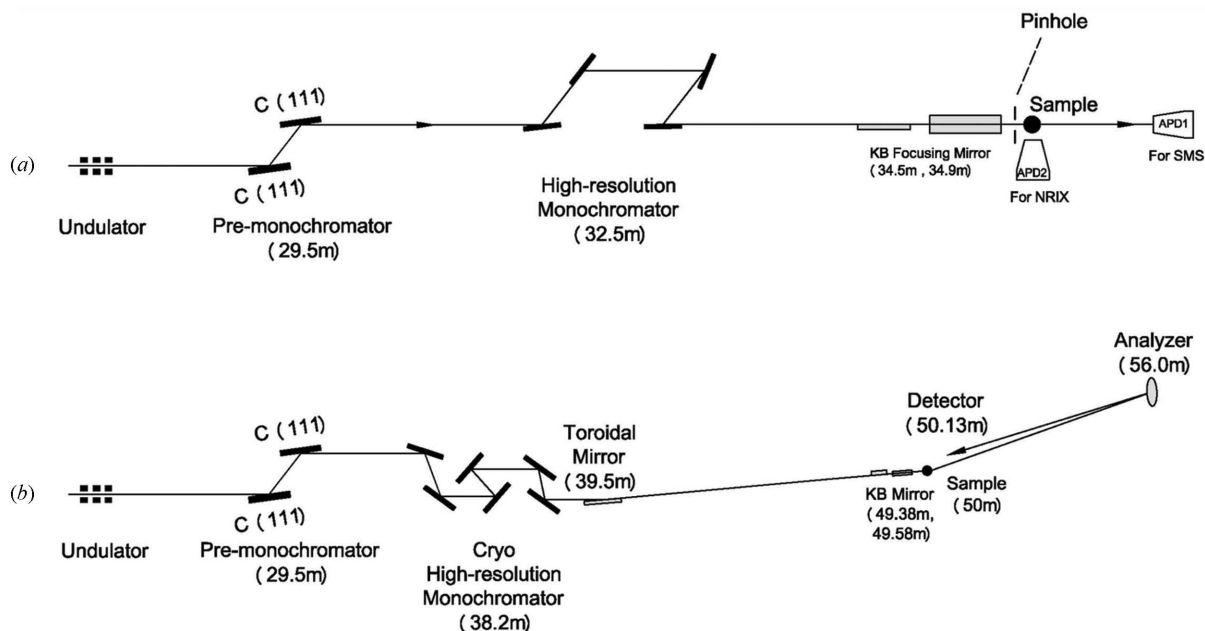 Pinhole
C (111)
Sample
APD1
(a)
KB Focusing Mirror
( 34.5m , 34.9m)
APD2
For SMS
C (111)
High-resolution
Monochromator
( 32.5m)
For NRIX
Undulator
Pre-monochromator
( 29.5m)
Analyzer
( 56.0m)
Detector
( 50.13m)
C (111)
Toroidal
Mirror
( 39.5m)
(b)
C (111)
KB Mirror
( 49.38m,
49.58m)
Sample
(50m)
Undulator
Pre-monochromator
( 29.5m)
Cryo
High-resolution
Monochromator
( 38.2m)